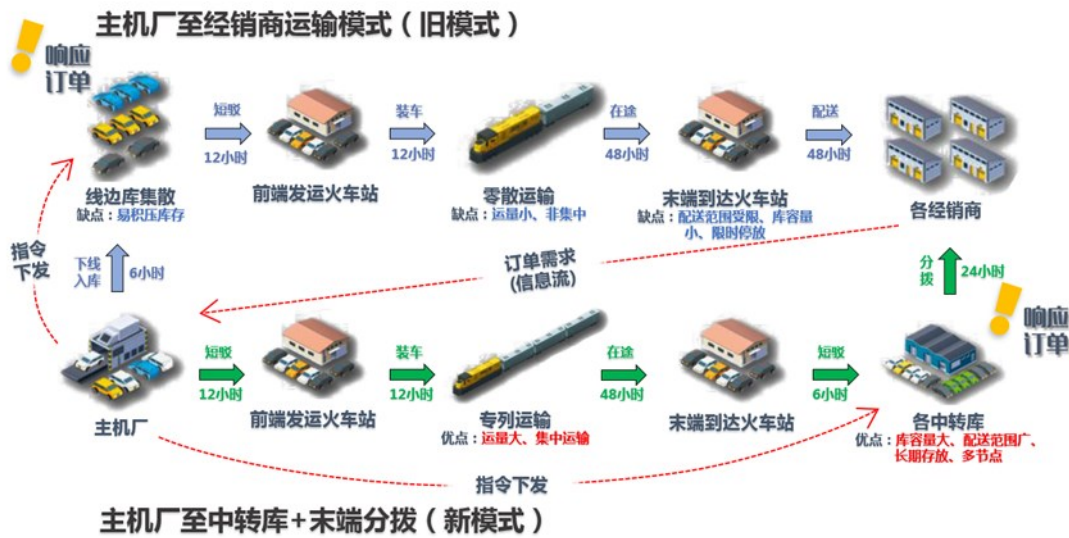 主机厂至经销商运输模式（旧模式）
响应
订单
短驳
12小时
装车
12小时
在途
48小时
配送
48小时
线边库集散
缺点：易积压库存
前端发运火车站
零散运输
缺点：运量小、非集中
末端到达火车站
缺点：配送范围受限、库容量
小、限时停放
各经销商
指令
下发
下线
入库
6小时
订单需求
(信息流)
分
拨
24小时
响应
订单
主机厂
短驳
12小时
前端发运火车站
装车
12小时
专列运输
优点：运量大、集中运输
在途
48小时
末端到达火车站
短驳
6小时
各中转库
优点：库容量大、配送范围广、
长期存放、多节点
指令下发
主机厂至中转库+末端分拨（新模式）